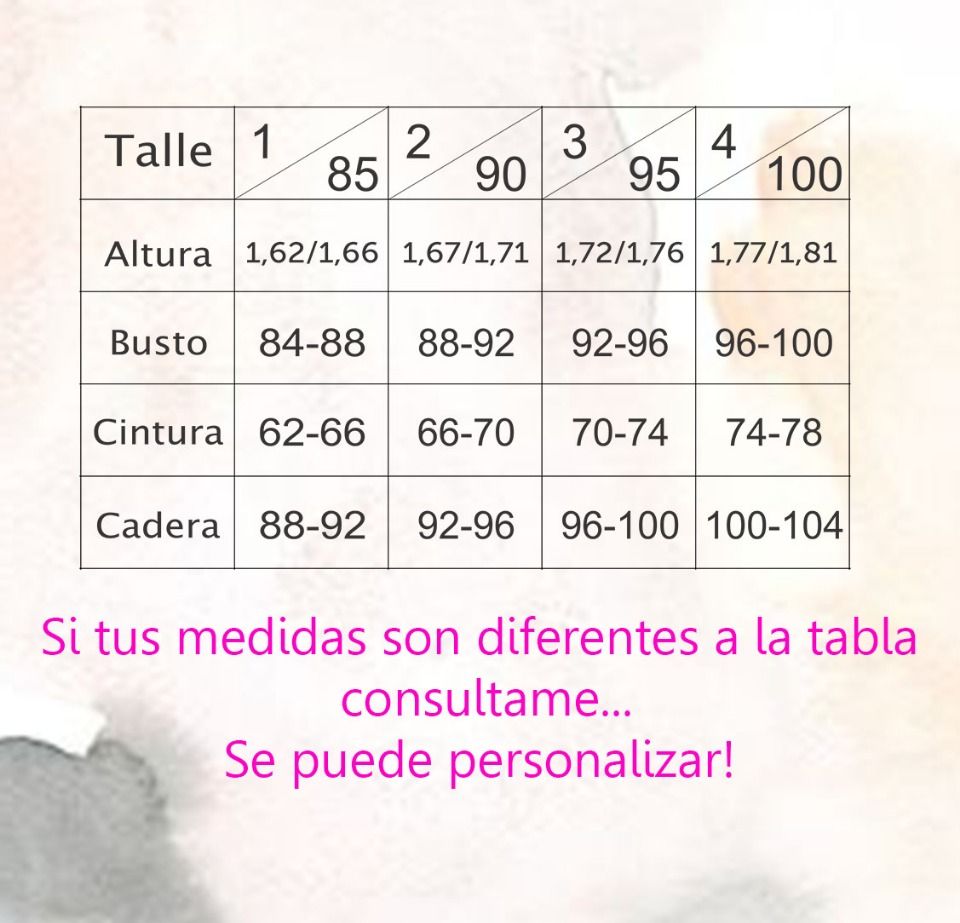 Talle 1 85 2 90 3 95 4 100
Altura 1,62/1,66 1,67/1,71 1,72/1,76 1,77/1,81
Busto 84-88 88-92 92-96 96-100
Cintura 62-66 66-70 70-74 74-78
Cadera 88-92 92-96 96-100 100-104
Si tus medidas son diferentes a la tabla
consultame...
Se puede personalizar!